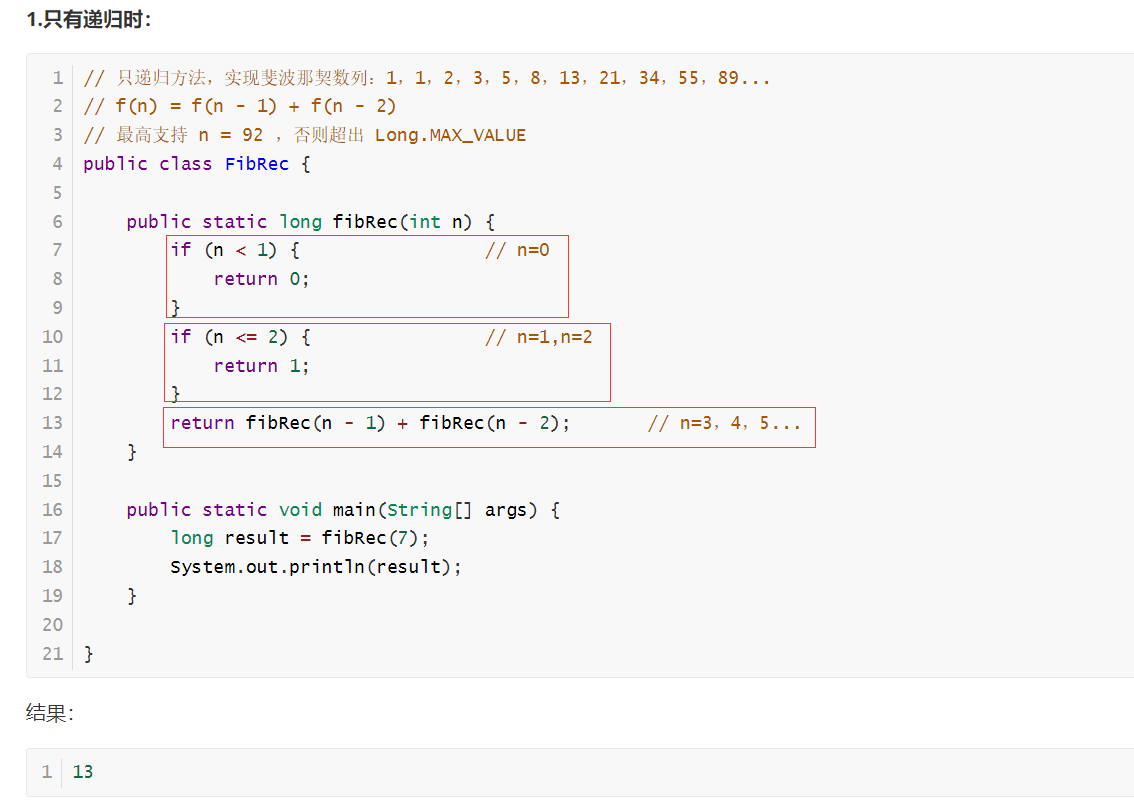 1.只有递归时：
1 // 只递归方法，实现斐波那契数列：1，1，2，3，5，8，13，21，34，55，89...
2 // f(n) = f(n - 1) + f(n - 2)
3 // 最高支持 n = 92 ，否则超出 Long.MAX_VALUE
4 public class FibRec {
5
6     public static long fibRec(int n) {
7         if (n < 1) {                 // n=0
8             return 0;
9         }
10         if (n <= 2) {                // n=1,n=2
11             return 1;
12         }
13         return fibRec(n - 1) + fibRec(n - 2);       // n=3，4，5...
14     }
15
16     public static void main(String[] args) {
17         long result = fibRec(7);
18         System.out.println(result);
19     }
20
21 }
结果：
1 13